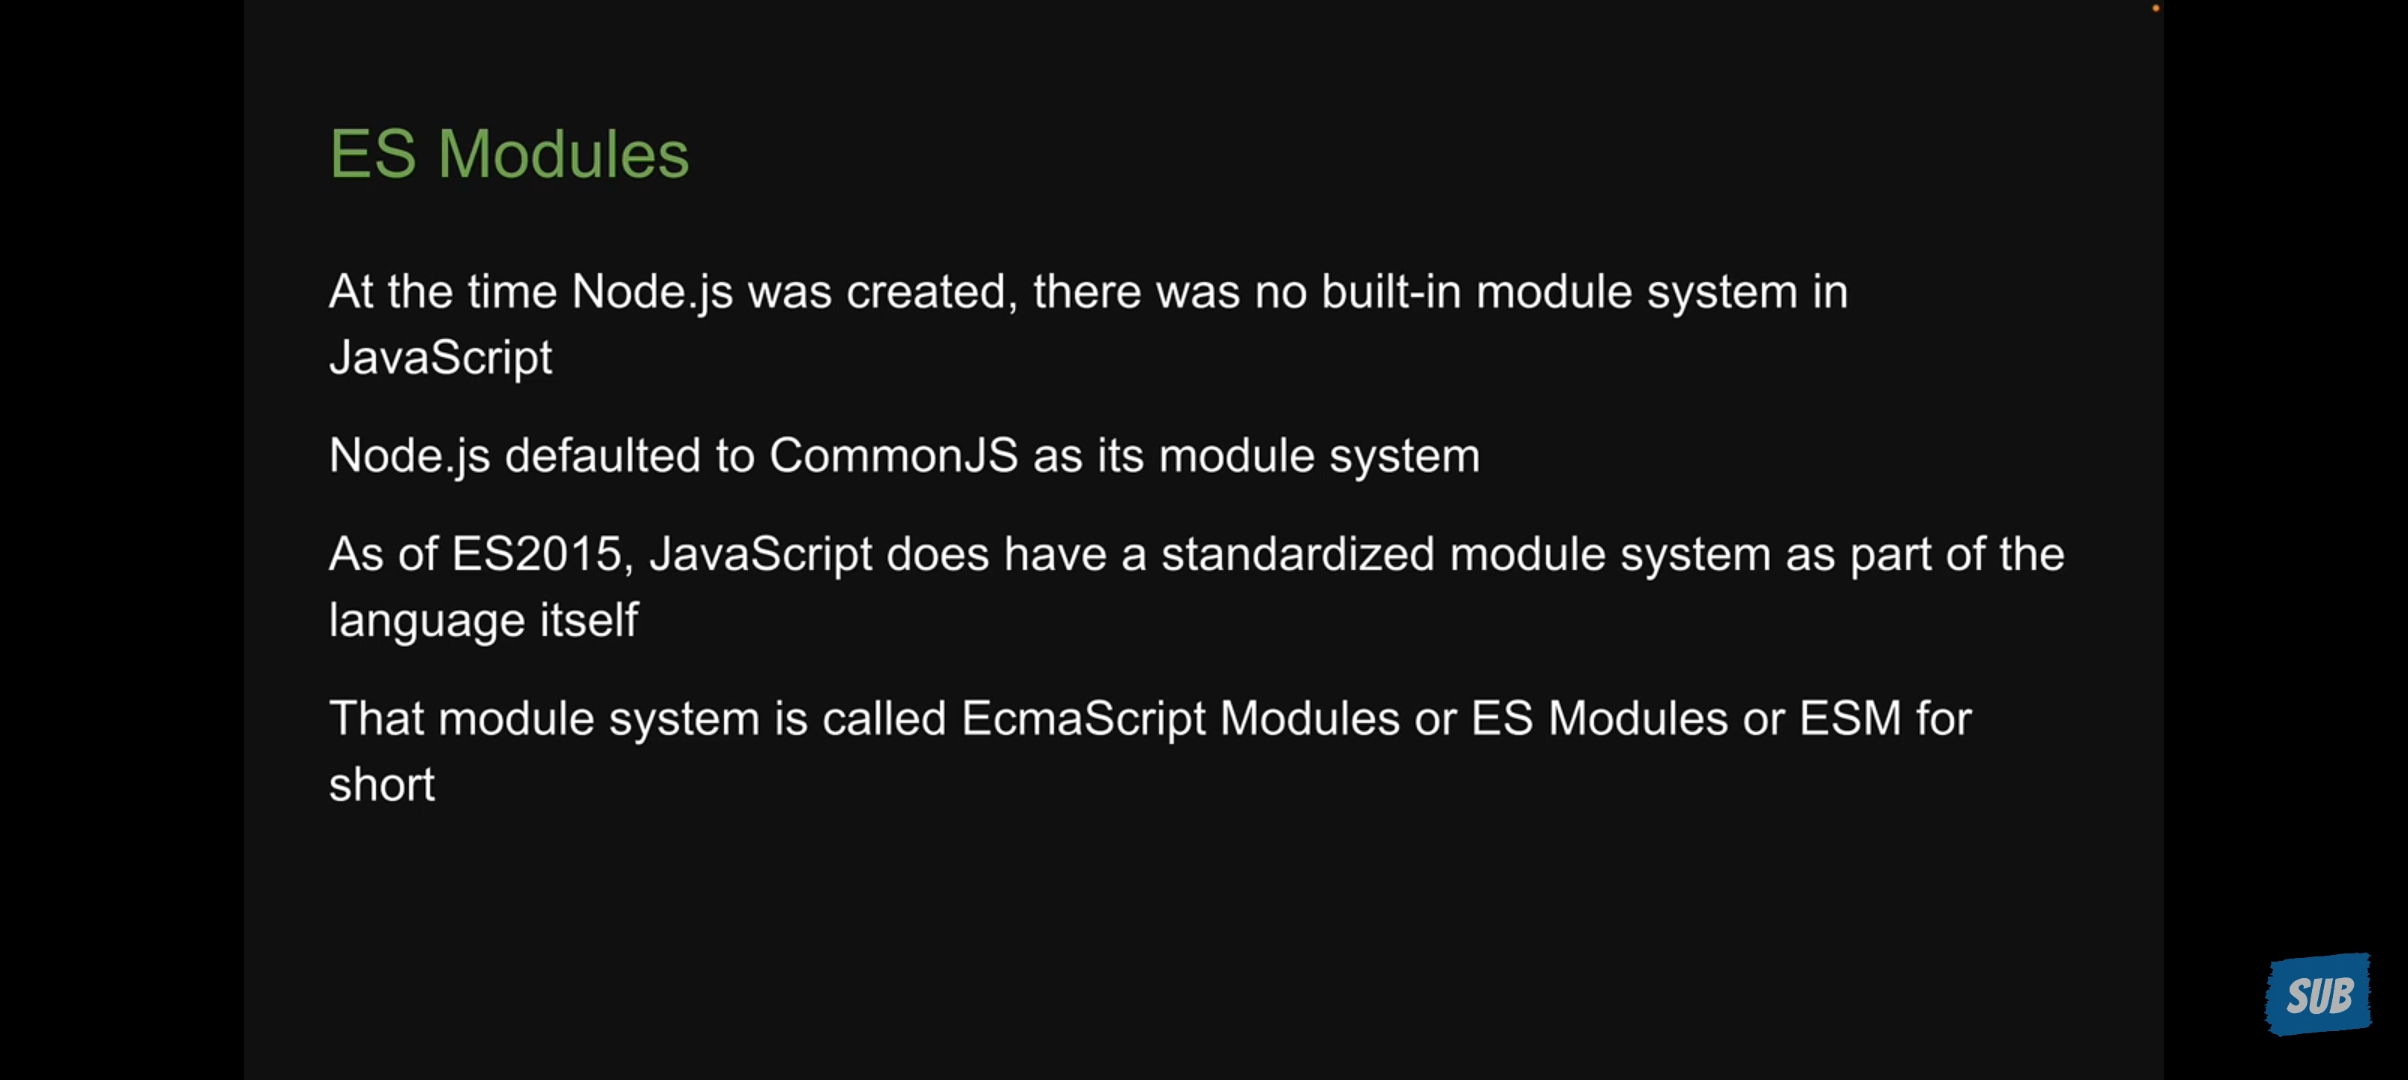 ES Modules
At the time Node.js was created, there was no built-in module system in
JavaScript
Node.js defaulted to CommonJS as its module system
As of ES2015, JavaScript does have a standardized module system as part of the
language itself
That module system is called EcmaScript Modules or ES Modules or ESM for
short
SUB